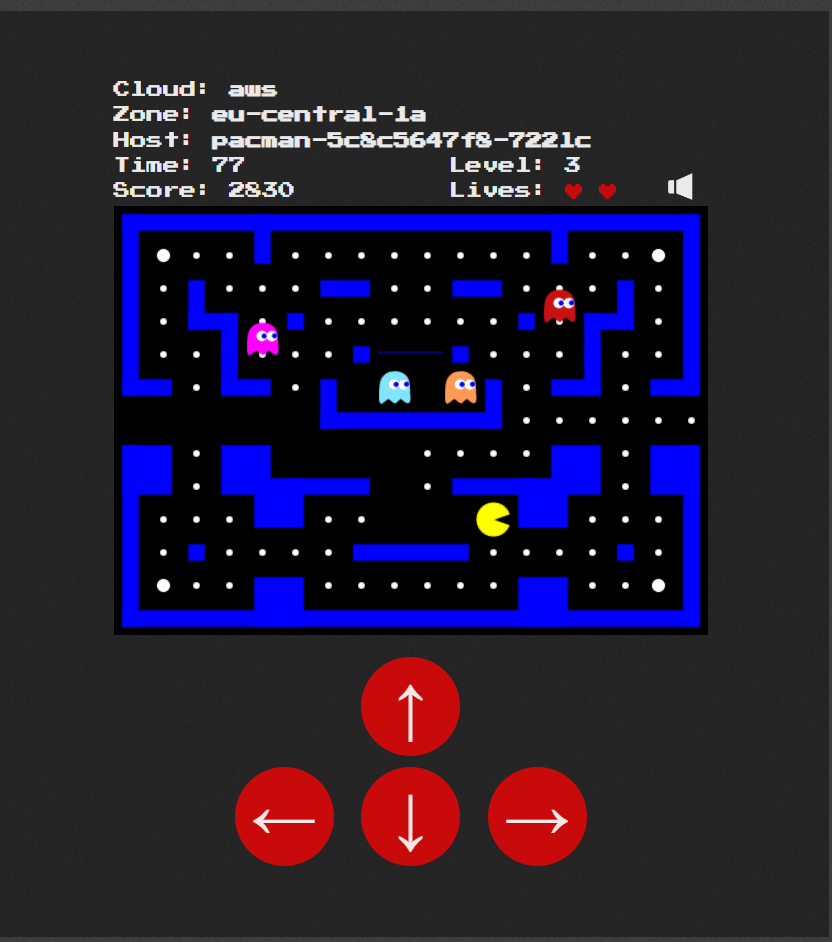 Cloud: aws
Zone: eu-central-1a
Host: pacman-5c8c5647f8-722lc
Time: 77 Level: 3
Score: 2830 Lives: